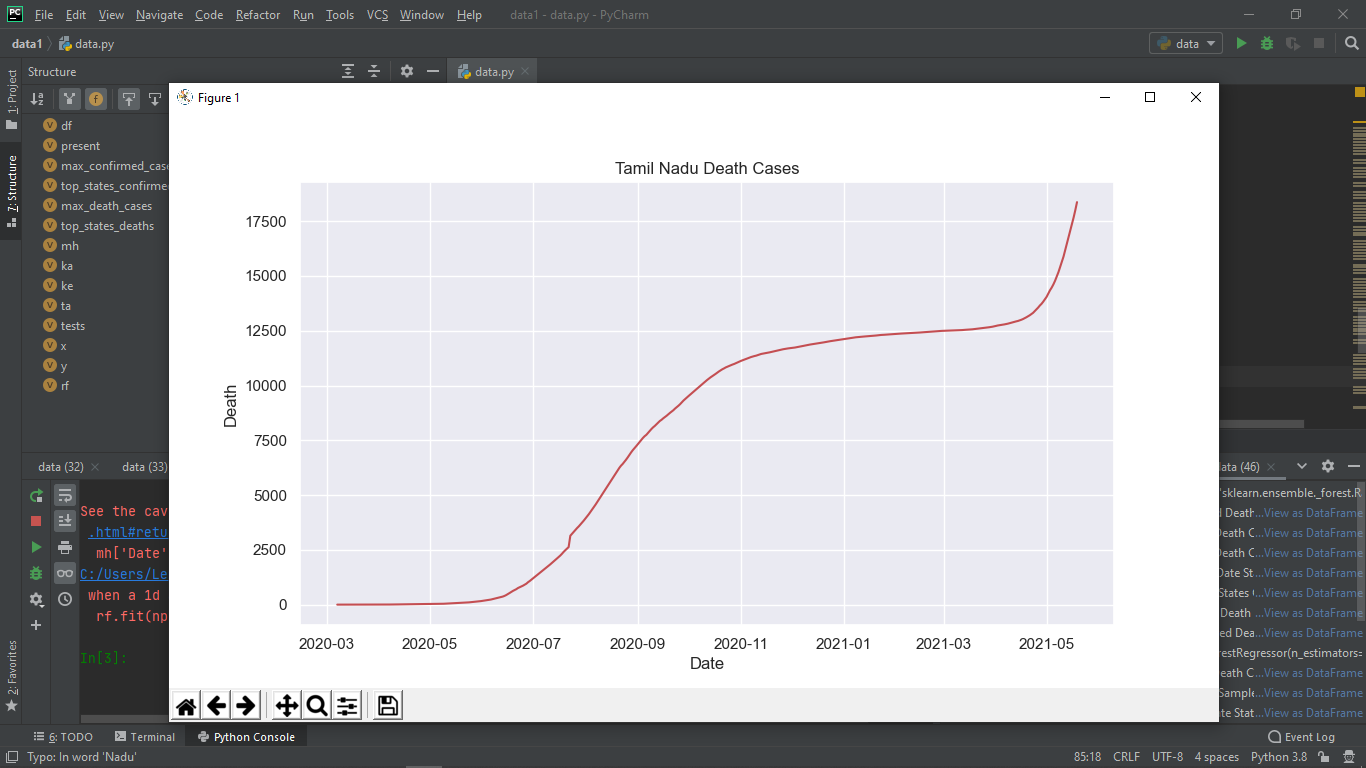 File Edit View Navigate Code Refactor Run Tools VCS Window Help data1 - data.py - PyCharm
data1 data.py data
1: Project
Structure data.py
Figure 1
df
present
max_confirmed_case
top_states_confirmed
max_death_cases
top_states_deaths
mh
ka
ke
ta
tests
x
y
rf
7: Structure
2: Favorites
Tamil Nadu Death Cases
17500
15000
12500
10000
7500
5000
2500
0
Death
2020-03 2020-05 2020-07 2020-09 2020-11 2021-01 2021-03 2021-05
Date
data (32) data (33)
See the cav
.html#retu
mh['Date'
C:/Users/Le
when a 1d
rf.fit(np
In[3]:
data (46)
'sklearn.ensemble._forest.R
d Death ...View as DataFrame
Death C ...View as DataFrame
Death C ...View as DataFrame
Date St ...View as DataFrame
States ...View as DataFrame
Death ...View as DataFrame
ed Dea ...View as DataFrame
restRegressor(n_estimators=
eath C ...View as DataFrame
Sample ...View as DataFrame
te Stat ...View as DataFrame
6: TODO Terminal Python Console Event Log
Typo: In word 'Nadu' 85:18 CRLF UTF-8 4 spaces Python 3.8